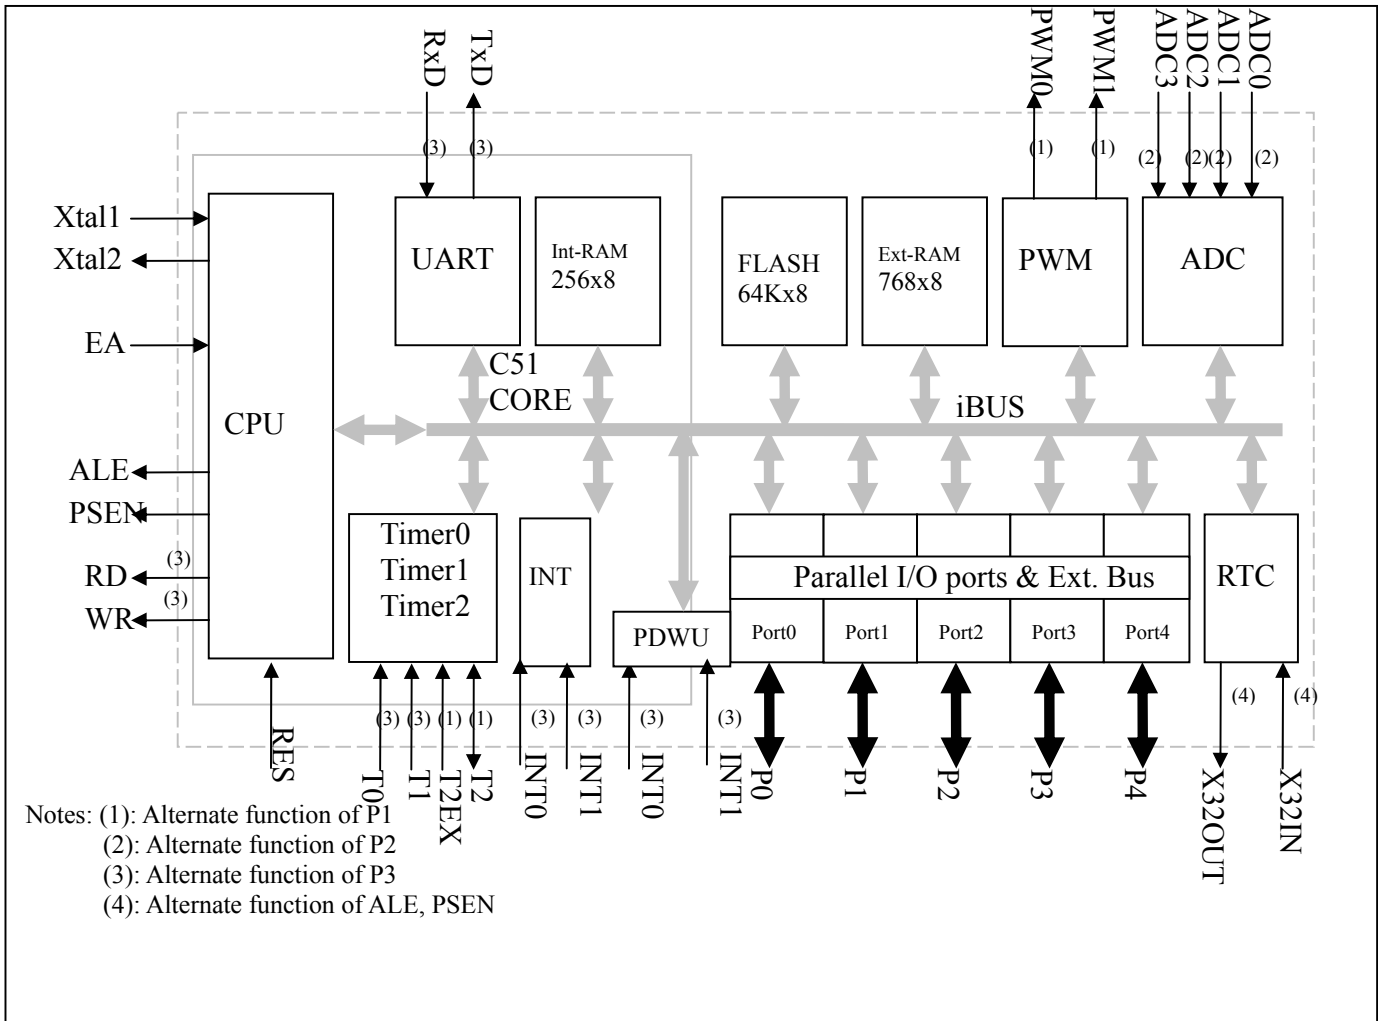 RxD
TxD
PWM0
PWM1
ADC3
ADC2
ADC1
ADC0
(3)
(3)
(1)
(1)
(2)
(2)
(2)
(2)
Xtal1
Xtal2
EA
ALE
PSEN
RD
(3)
WR
(3)
CPU
UART
Int-RAM
256x8
FLASH
64Kx8
Ext-RAM
768x8
PWM
ADC
C51
CORE
iBUS
Timer0
Timer1
Timer2
INT
PDWU
Parallel I/O ports & Ext. Bus
Port0
Port1
Port2
Port3
Port4
RTC
(3)
(3)
(1)
(1)
(3)
(3)
(3)
(3)
(4)
(4)
RES
T0
T1
T2EX
T2
INT0
INT1
INT0
INT1
P0
P1
P2
P3
P4
X32OUT
X32IN
Notes: (1): Alternate function of P1
(2): Alternate function of P2
(3): Alternate function of P3
(4): Alternate function of ALE, PSEN